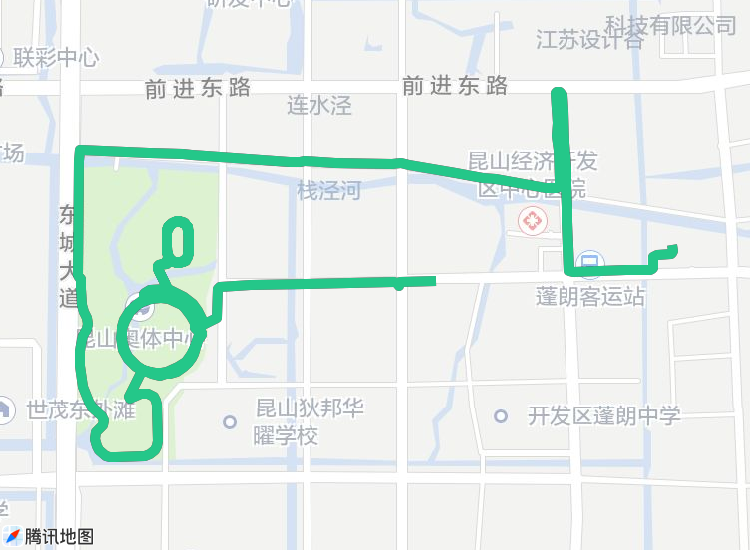 研发中心
科技有限公司
江苏设计谷
联彩中心
前进东路
前进东路
连水泾
广场
昆山经济开发
区中心医院
栈泾河
东城大道
蓬朗客运站
昆山奥体中心
世茂东外滩
昆山狄邦华
曜学校
开发区蓬朗中学
学
腾讯地图